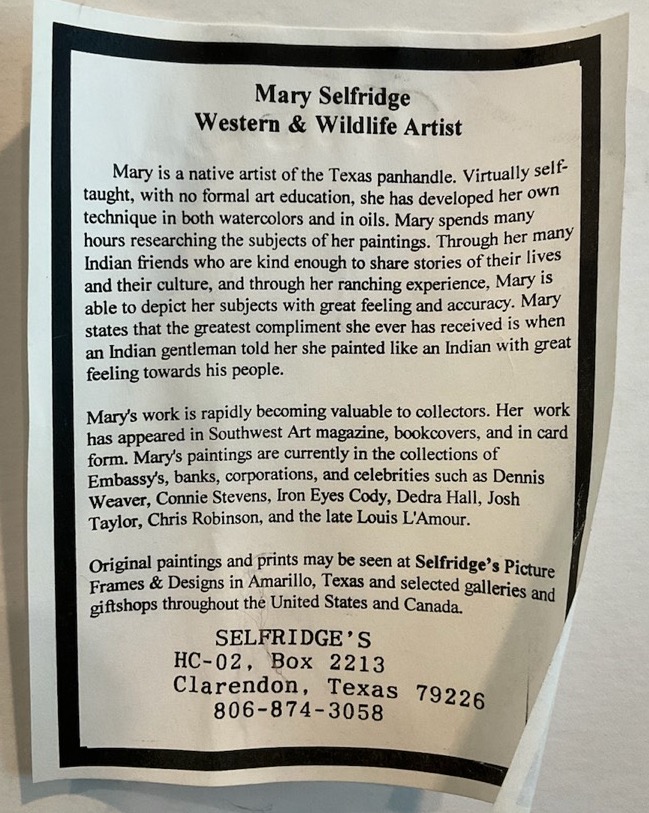 Mary Selfridge
Western & Wildlife Artist
Mary is a native artist of the Texas panhandle. Virtually self-
taught, with no formal art education, she has developed her own
technique in both watercolors and in oils. Mary spends many
hours researching the subjects of her paintings. Through her many
Indian friends who are kind enough to share stories of their lives
and their culture, and through her ranching experience, Mary is
able to depict her subjects with great feeling and accuracy. Mary
states that the greatest compliment she ever has received is when
an Indian gentleman told her she painted like an Indian with great
feeling towards his people.
Mary's work is rapidly becoming valuable to collectors. Her work
has appeared in Southwest Art magazine, bookcovers, and in card
form. Mary's paintings are currently in the collections of
Embassy's, banks, corporations, and celebrities such as Dennis
Weaver, Connie Stevens, Iron Eyes Cody, Dedra Hall, Josh
Taylor, Chris Robinson, and the late Louis L'Amour.
Original paintings and prints may be seen at Selfridge's Picture
Frames & Designs in Amarillo, Texas and selected galleries and
giftshops throughout the United States and Canada.
SELFRIDGE'S
HC-02, Box 2213
Clarendon, Texas 79226
806-874-3058